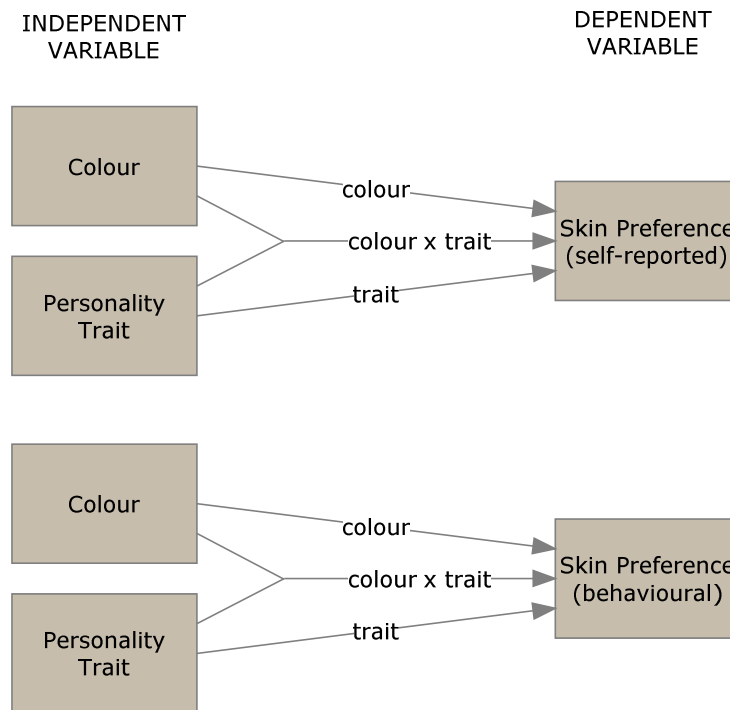 INDEPENDENT
VARIABLE
DEPENDENT
VARIABLE
Colour
colour
Skin Preference
(self-reported)
colour x trait
Personality
Trait
trait
Colour
colour
Skin Preference
(behavioural)
colour x trait
Personality
Trait
trait